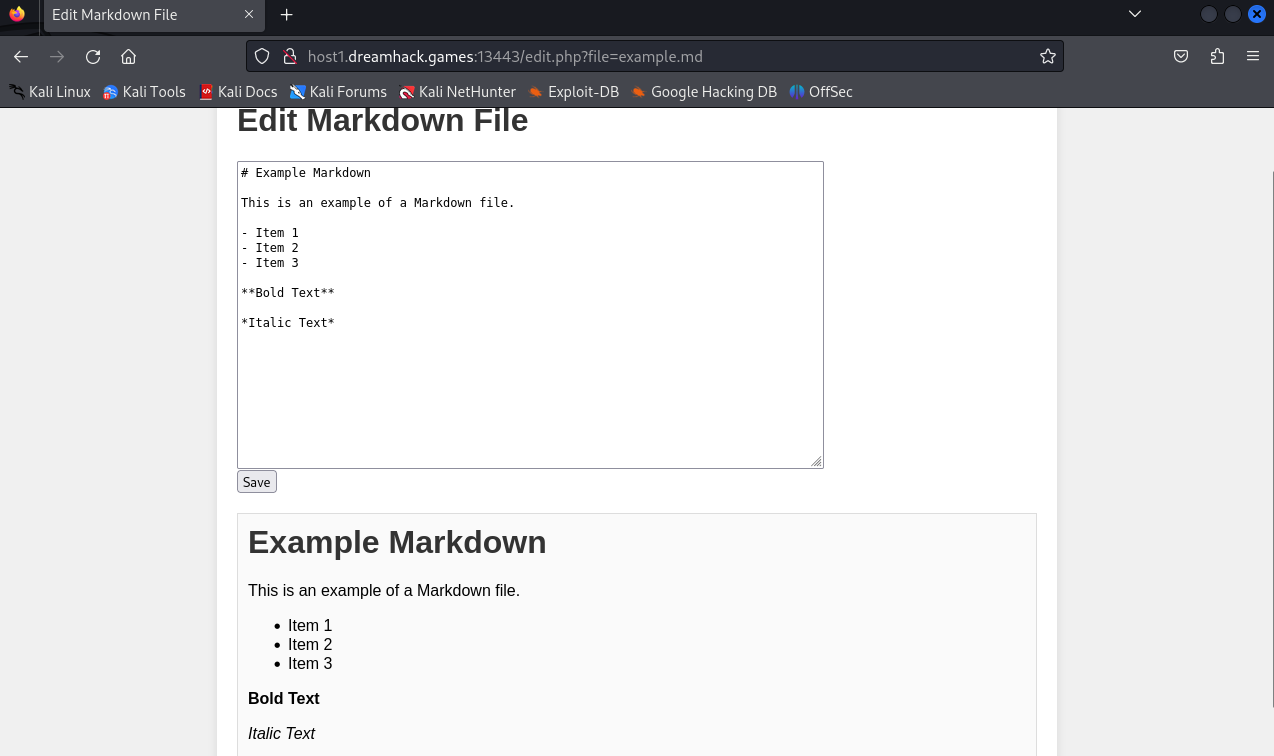 Edit Markdown File
host1.dreamhack.games:13443/edit.php?file=example.md
Kali Linux Kali Tools Kali Docs Kali Forums Kali NetHunter Exploit-DB Google Hacking DB OffSec
Edit Markdown File
# Example Markdown
This is an example of a Markdown file.
- Item 1
- Item 2
- Item 3
**Bold Text**
*Italic Text*
Save
Example Markdown
This is an example of a Markdown file.
• Item 1
• Item 2
• Item 3
Bold Text
Italic Text